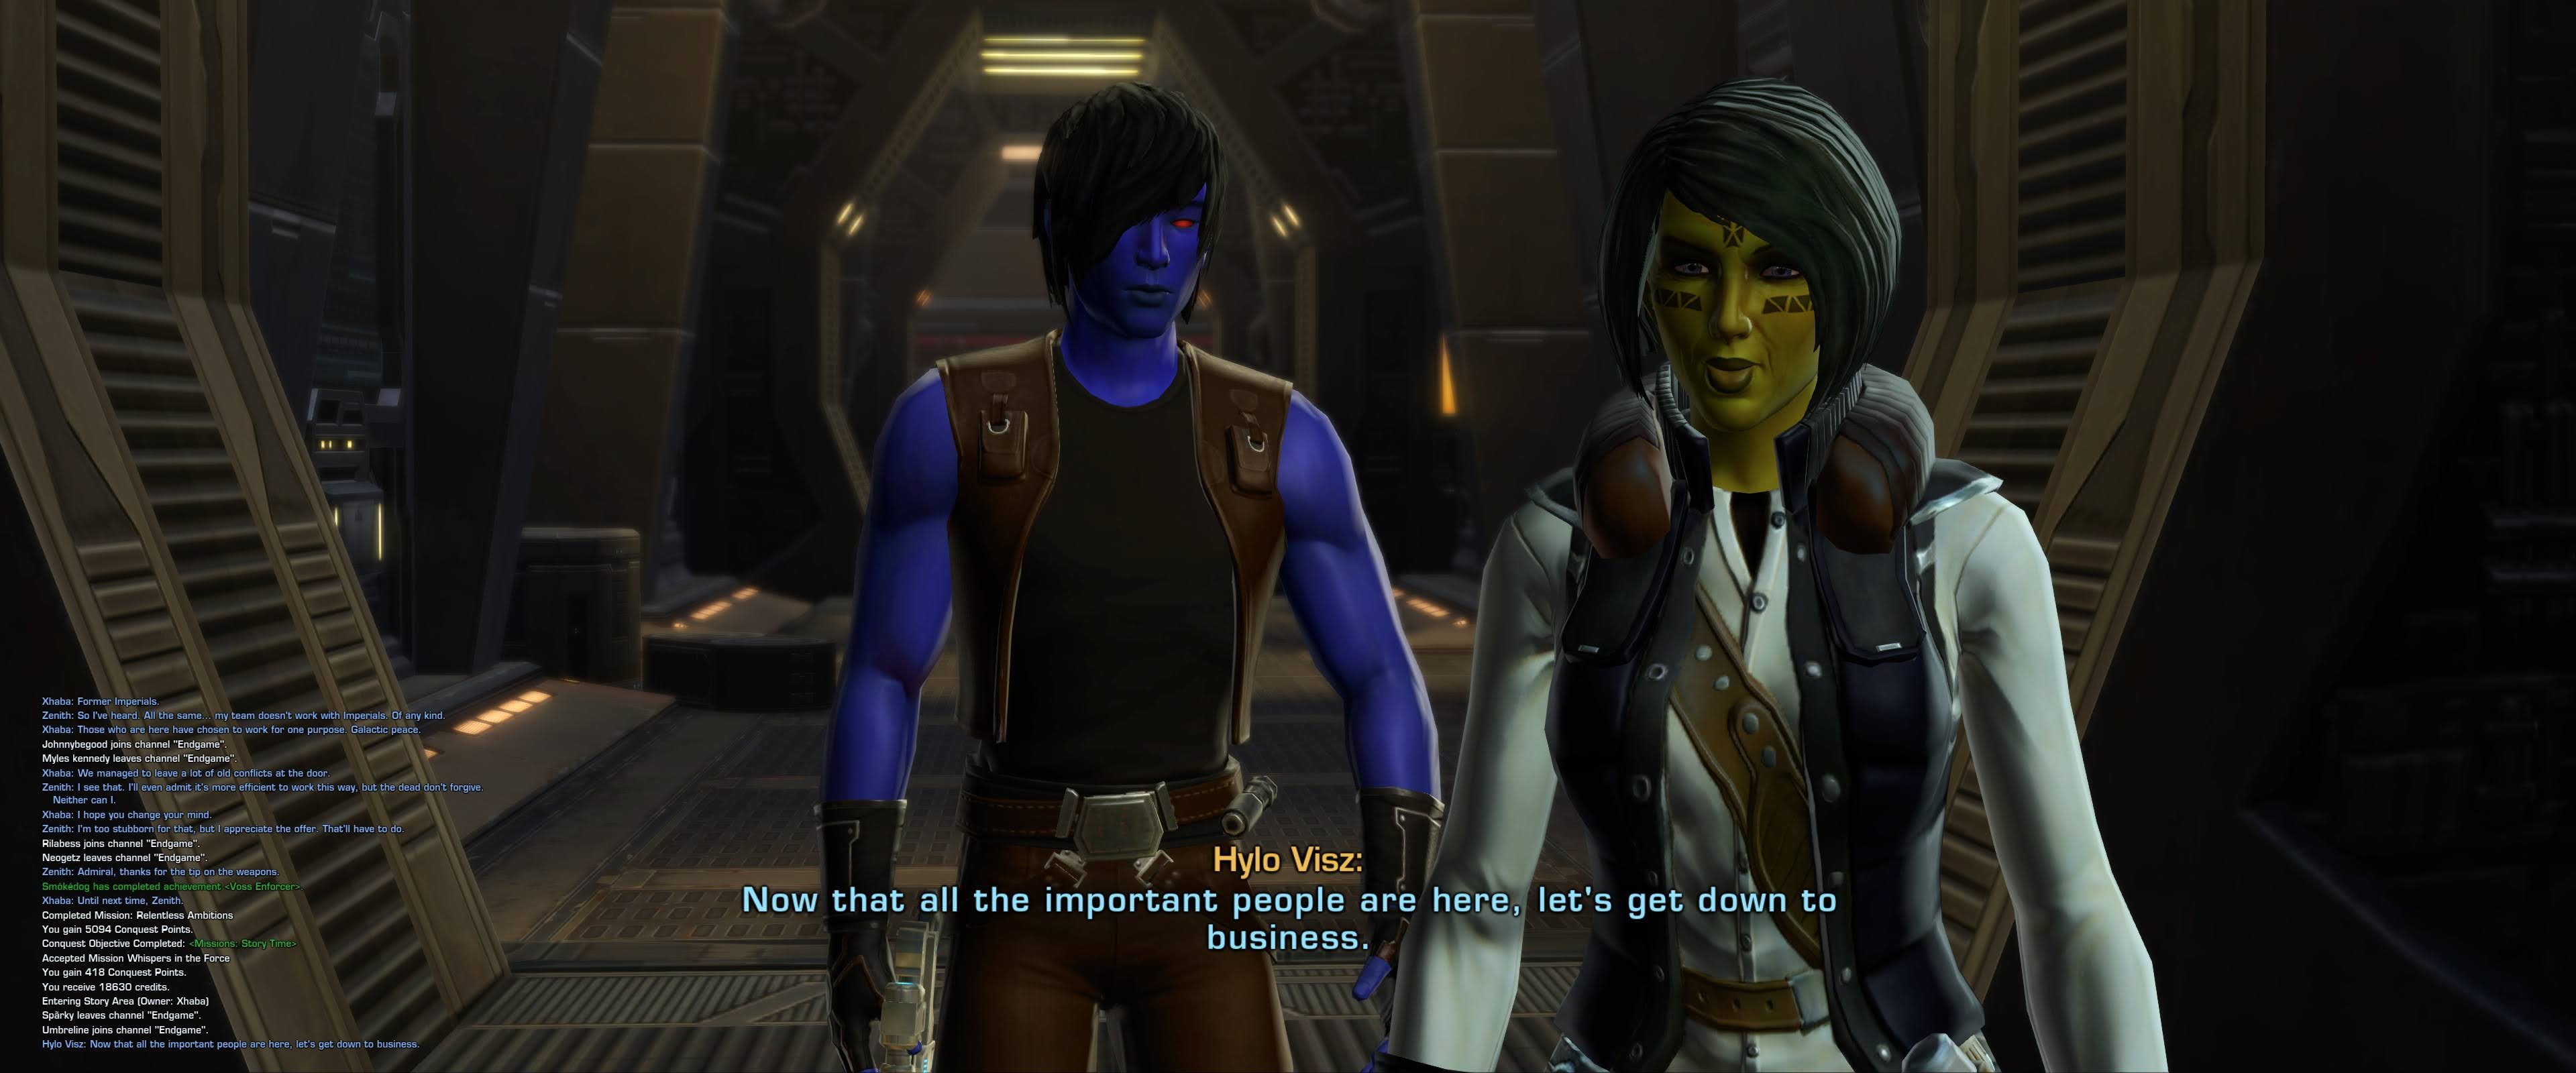 Xhaba: Former Imperials.
Zenith: So I've heard. All the same... my team doesn't work with Imperials. Of any kind.
Xhaba: Those who are here have chosen to work for one purpose. Galactic peace.
Johnnybegood joins channel "Endgame".
Myles kennedy leaves channel "Endgame".
Xhaba: We managed to leave a lot of old conflicts at the door.
Zenith: I see that. I'll even admit it's more efficient to work this way, but the dead don't forgive.
Neither can I.
Xhaba: I hope you change your mind.
Zenith: I'm too stubborn for that, but I appreciate the offer. That'll have to do.
Rilabess joins channel "Endgame".
Neogetz leaves channel "Endgame".
Zenith: Admiral, thanks for the tip on the weapons.
Smókédog has completed achievement <Voss Enforcer>
Xhaba: Until next time, Zenith.
Completed Mission: Relentless Ambitions
You gain 5094 Conquest Points.
Conquest Objective Completed: <Missions: Story Time>
Accepted Mission Whispers in the Force
You gain 418 Conquest Points.
You receive 18630 credits.
Entering Story Area (Owner: Xhaba)
Spârky leaves channel "Endgame".
Umbreline joins channel "Endgame".
Hylo Visz: Now that all the important people are here, let's get down to business.
Hylo Visz:
Now that all the important people are here, let's get down to
business.